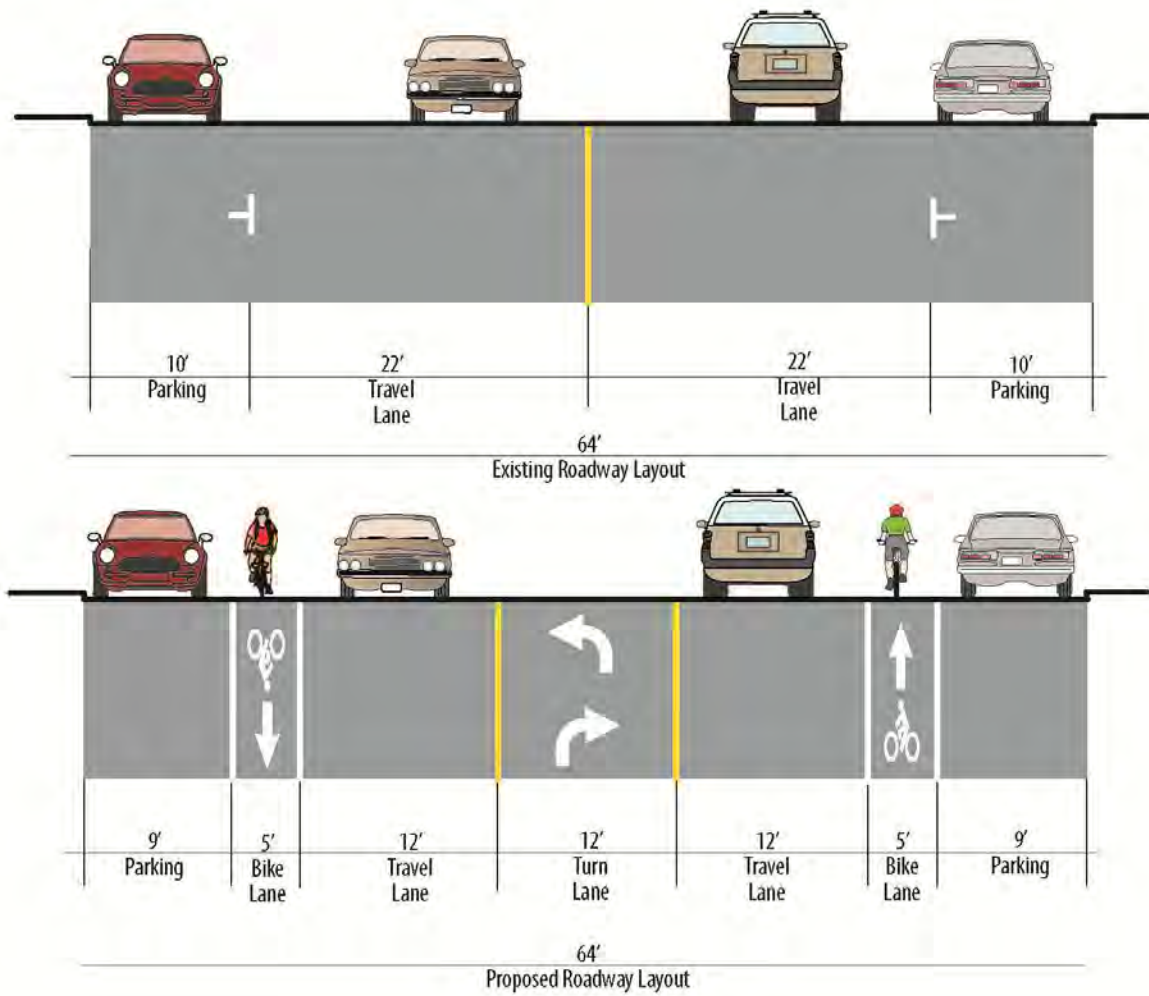 10′ 22′ 22′ 10′
Parking Travel Travel Parking
Lane Lane
64′
Existing Roadway Layout
9′ 5′ 12′ 12′ 12′ 5′ 9′
Parking Bike Travel Turn Travel Bike Parking
Lane Lane Lane Lane Lane
64′
Proposed Roadway Layout